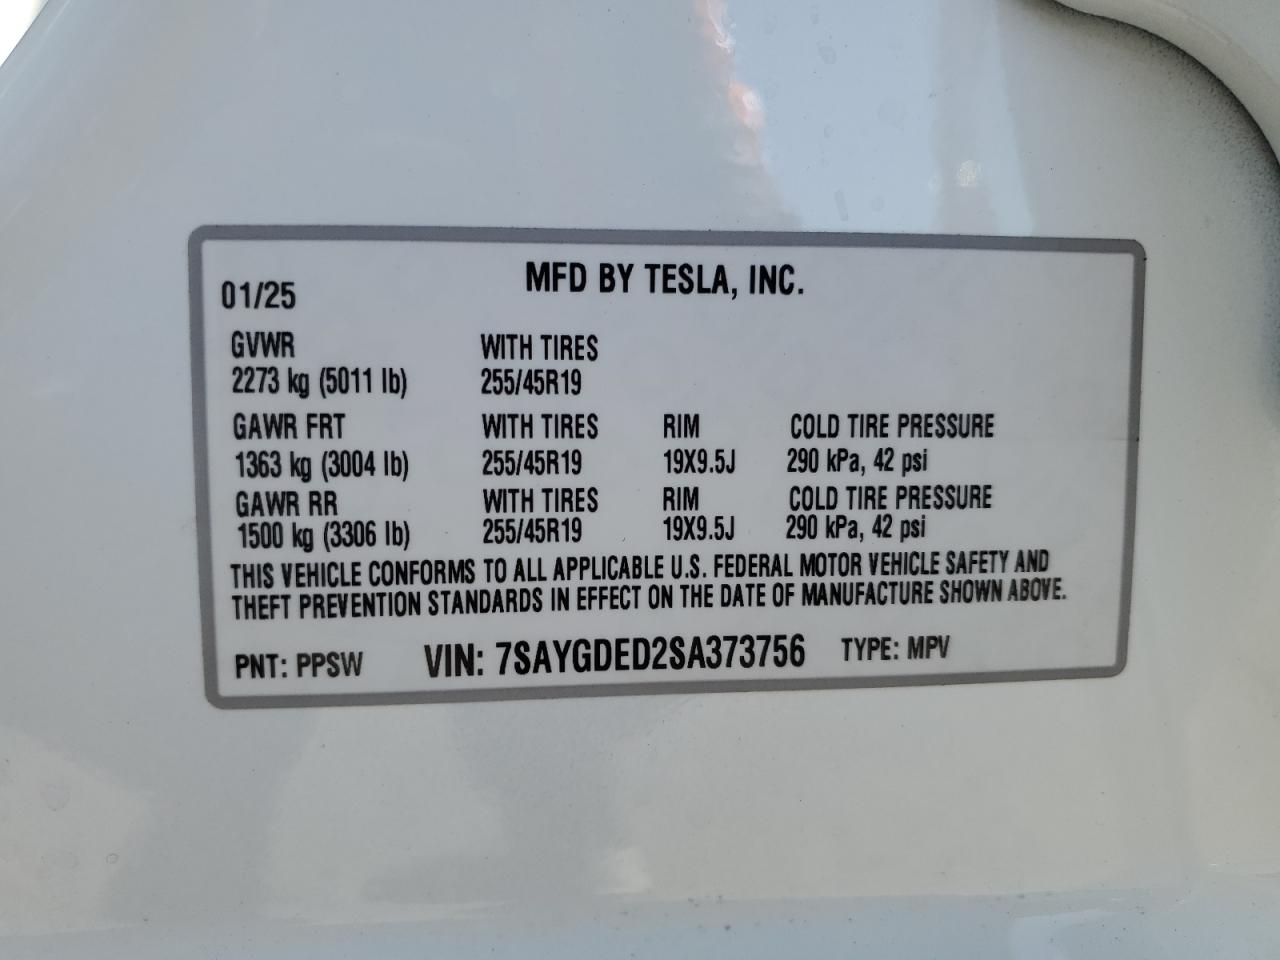 MFD BY TESLA, INC.
01/25
GVWR WITH TIRES
2273 kg (5011 lb) 255/45R19
GAWR FRT WITH TIRES RIM COLD TIRE PRESSURE
1363 kg (3004 lb) 255/45R19 19X9.5J 290 kPa, 42 psi
GAWR RR WITH TIRES RIM COLD TIRE PRESSURE
1500 kg (3306 lb) 255/45R19 19X9.5J 290 kPa, 42 psi
THIS VEHICLE CONFORMS TO ALL APPLICABLE U.S. FEDERAL MOTOR VEHICLE SAFETY AND
THEFT PREVENTION STANDARDS IN EFFECT ON THE DATE OF MANUFACTURE SHOWN ABOVE.
PNT: PPSW VIN: 7SAYGDED2SA373756 TYPE: MPV